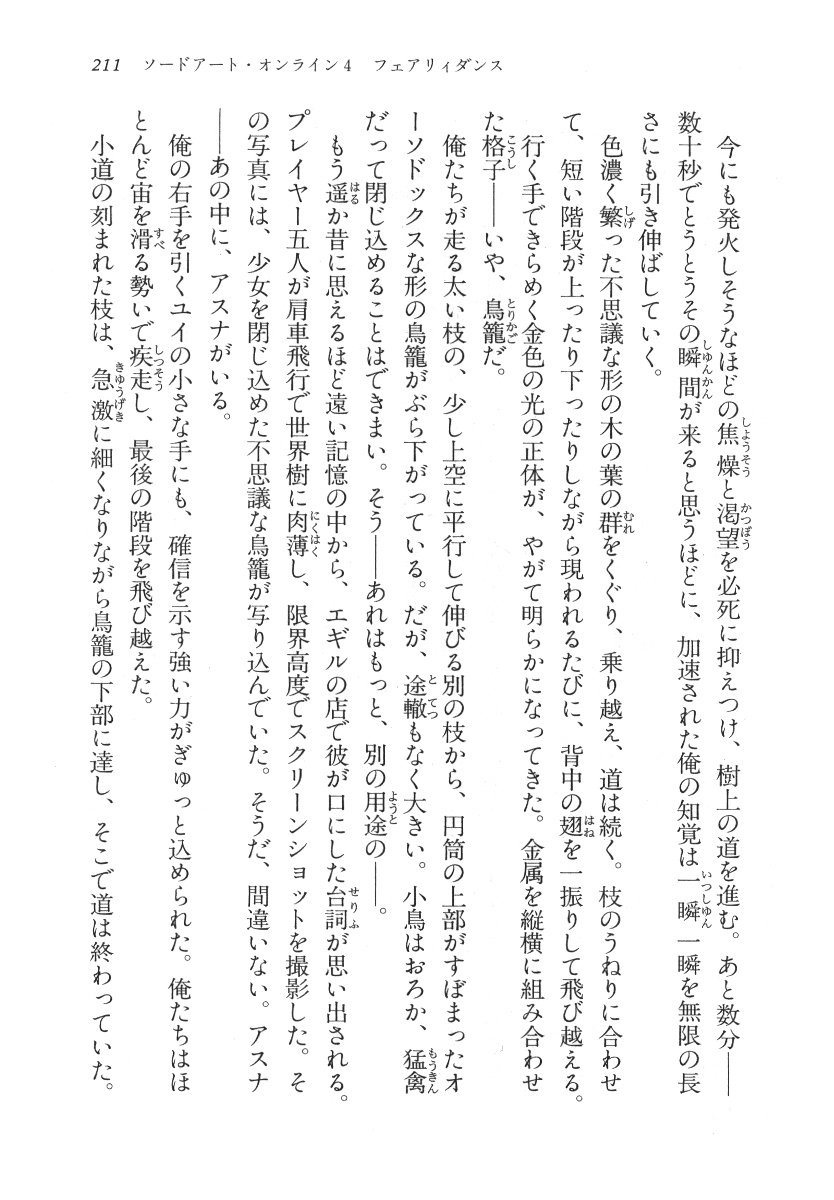 211　ソードアート・オンライン4　フェアリィダンス
　今にも発火しそうなほどの焦燥と渇望を必死に抑えつけ、樹上の道を進む。あと数分――
数十秒でとうとうその瞬間が来ると思うほどに、加速された俺の知覚は一瞬一瞬を無限の長
さにも引き伸ばしていく。
　色濃く繁った不思議な形の木の葉の群をくぐり、乗り越え、道は続く。枝のうねりに合わせ
て、短い階段が上ったり下ったりしながら現われるたびに、背中の翅を一振りして飛び越える。
　行く手できらめく金色の光の正体が、やがて明らかになってきた。金属を縦横に組み合わせ
た格子――いや、鳥籠だ。
　俺たちが走る太い枝の、少し上空に平行して伸びる別の枝から、円筒の上部がすぼまったオ
ーソドックスな形の鳥籠がぶら下がっている。だが、途轍もなく大きい。小鳥はおろか、猛禽
だって閉じ込めることはできまい。そう――あれはもっと、別の用途の――。
　もう遥か昔に思えるほど遠い記憶の中から、エギルの店で彼が口にした台詞が思い出される。
プレイヤー五人が肩車飛行で世界樹に肉薄し、限界高度でスクリーンショットを撮影した。そ
の写真には、少女を閉じ込めた不思議な鳥籠が写り込んでいた。そうだ、間違いない。アスナ
――あの中に、アスナがいる。
　俺の右手を引くユイの小さな手にも、確信を示す強い力がぎゅっと込められた。俺たちはほ
とんど宙を滑る勢いで疾走し、最後の階段を飛び越えた。
　小道の刻まれた枝は、急激に細くなりながら鳥籠の下部に達し、そこで道は終わっていた。